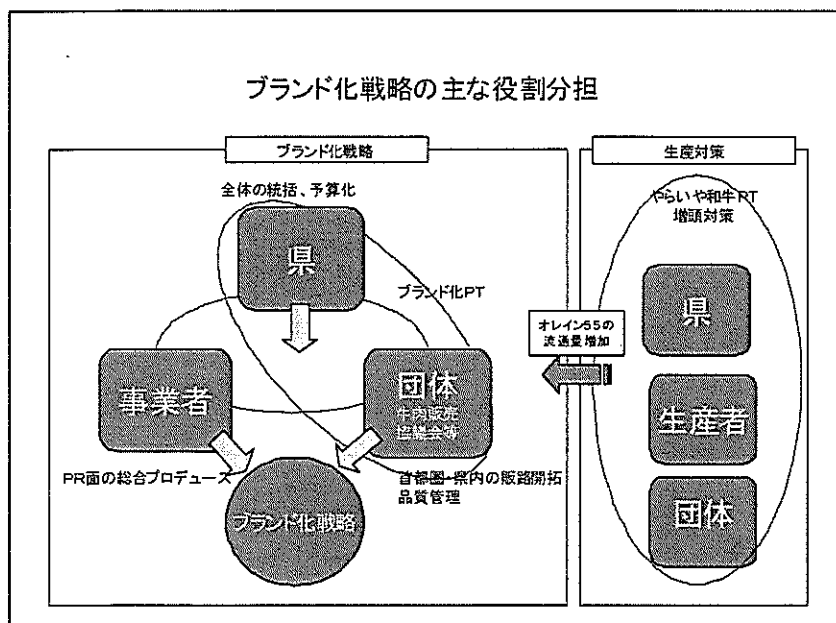 ブランド化戦略の主な役割分担
ブランド化戦略
全体の統括、予算化
県
ブランド化PT
事業者
団体
牛肉販売
協議会等
PR面の総合プロデュース
首都圏・県内の販路開拓
品質管理
ブランド化戦略
オレイン55の
流通量増加
生産対策
やらいや和牛PT
増頭対策
県
生産者
団体